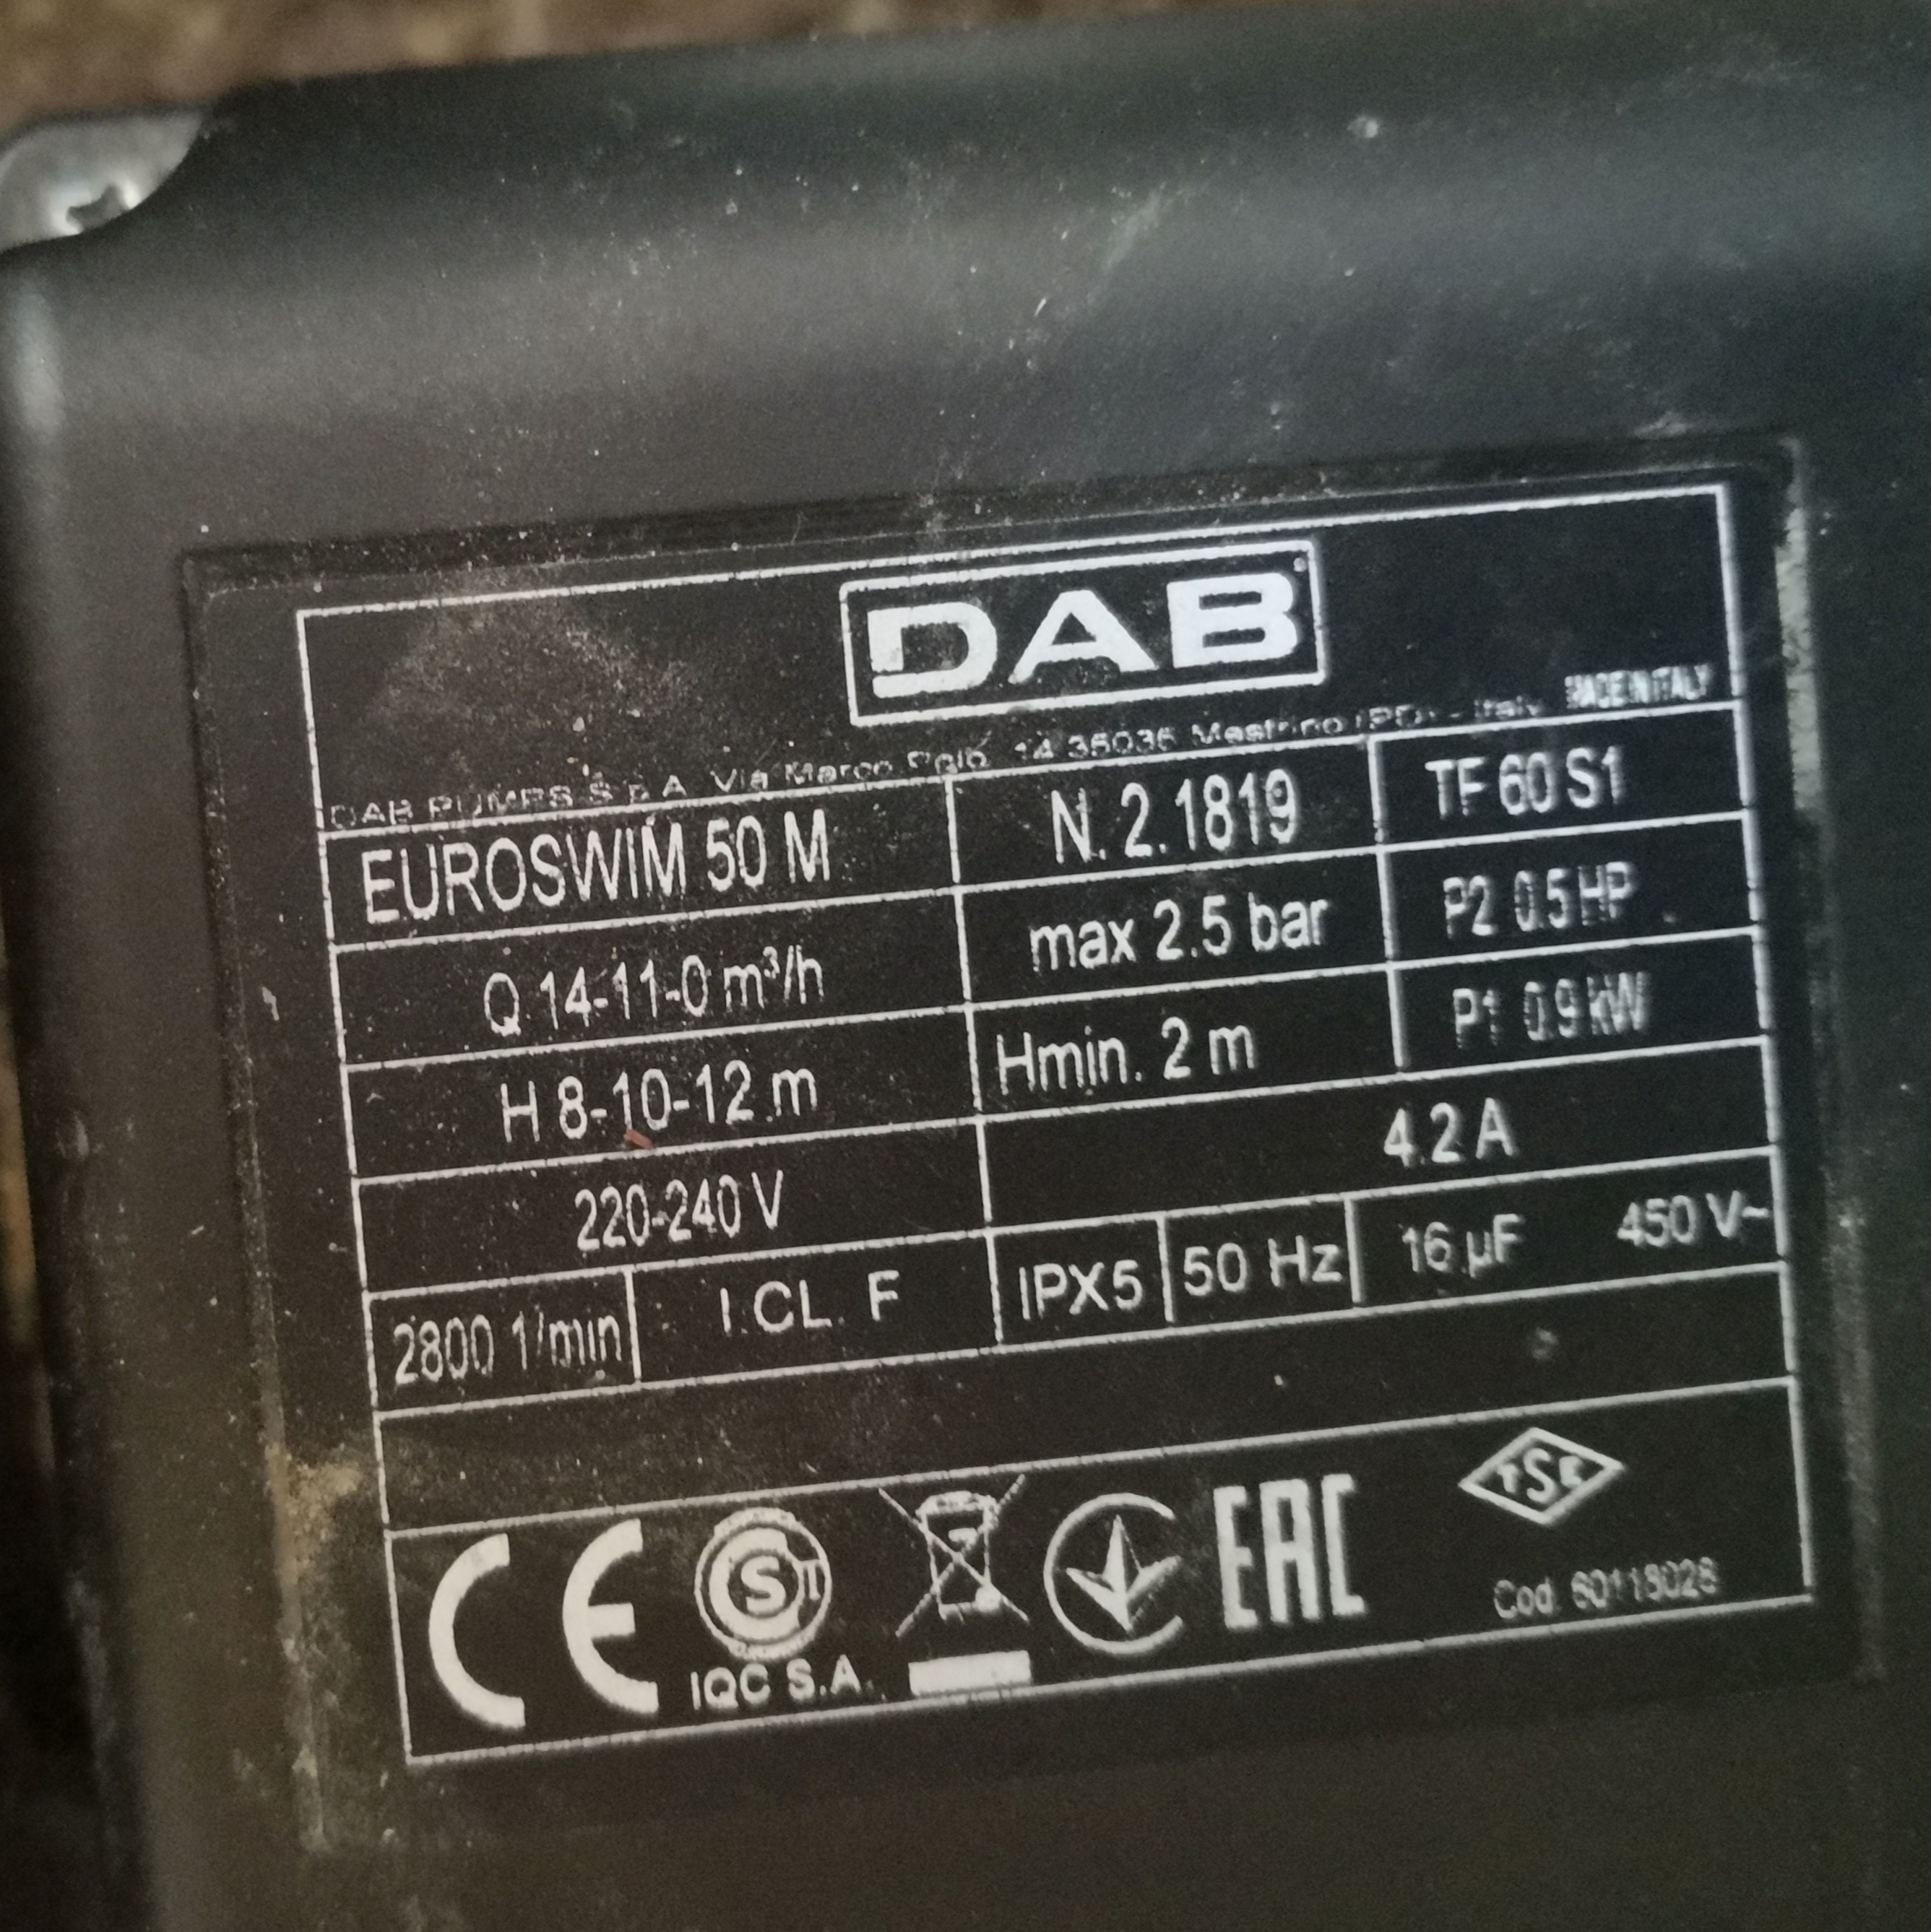 DAB
MADE IN ITALY
DAB PUMPS S.p.A. Via Marco Polo, 14 35035 Mestrino (PD) - Italy
EUROSWIM 50 M N. 2.1819 TF 60 S1
Q 14-11-0 m³/h max 2.5 bar P2 0.5 HP
H 8-10-12 m Hmin. 2 m P1 0.9 kW
220-240 V 4.2 A
2800 1/min I.CL. F IPX5 50 Hz 16 µF 450 V~
CE S EAC TSE
IQC S.A. Cod. 60118028